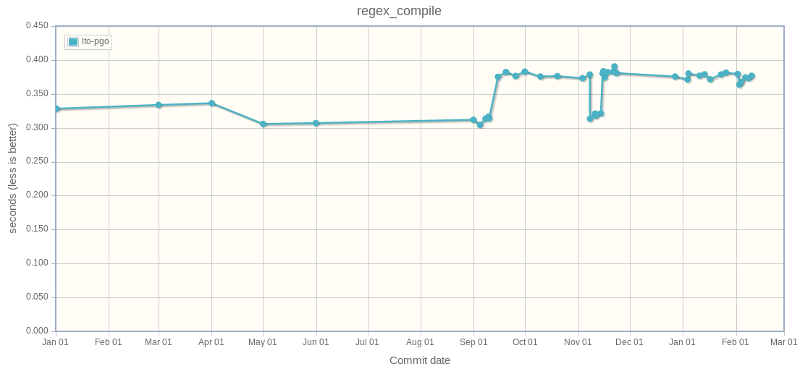 regex_compile
lto-pgo
seconds (less is better)
0.450
0.400
0.350
0.300
0.250
0.200
0.150
0.100
0.050
0.000
Jan 01 Feb 01 Mar 01 Apr 01 May 01 Jun 01 Jul 01 Aug 01 Sep 01 Oct 01 Nov 01 Dec 01 Jan 01 Feb 01 Mar 01
Commit date